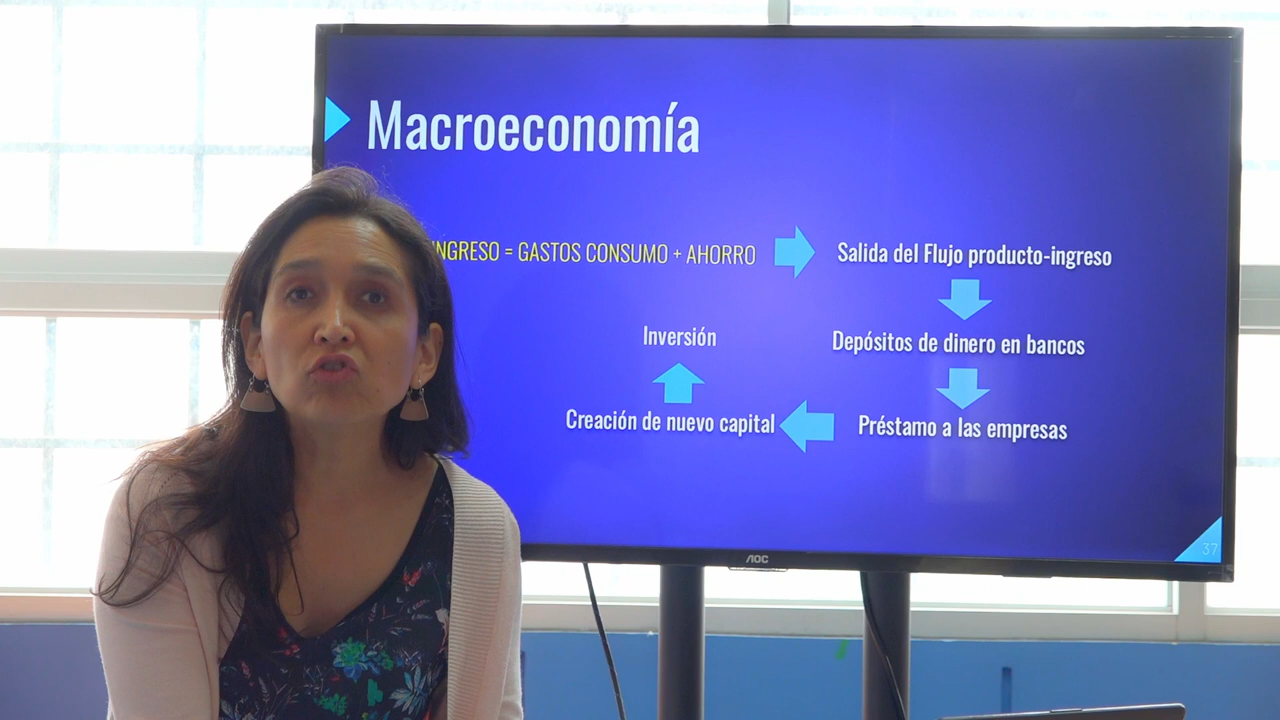 Macroeconomía
INGRESO = GASTOS CONSUMO + AHORRO
Salida del Flujo producto-ingreso
Inversión
Depósitos de dinero en bancos
Creación de nuevo capital
Préstamo a las empresas
37
AOC